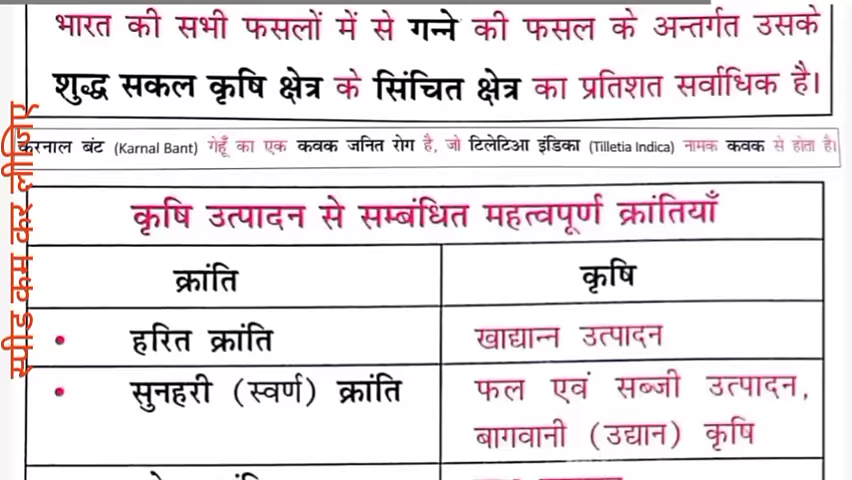 भारत की सभी फसलों में से गन्ने की फसल के अन्तर्गत उसके
शुद्ध सकल कृषि क्षेत्र के सिंचित क्षेत्र का प्रतिशत सर्वाधिक है।
करनाल बंट (Karnal Bant) गेहूँ का एक कवक जनित रोग है, जो टिलेटिआ इंडिका (Tilletia Indica) नामक कवक से होता है।
कृषि उत्पादन से सम्बंधित महत्वपूर्ण क्रांतियाँ
क्रांति कृषि
• हरित क्रांति खाद्यान्न उत्पादन
• सुनहरी (स्वर्ण) क्रांति फल एवं सब्जी उत्पादन,
बागवानी (उद्यान) कृषि
स्पीड कम कर लीजिए